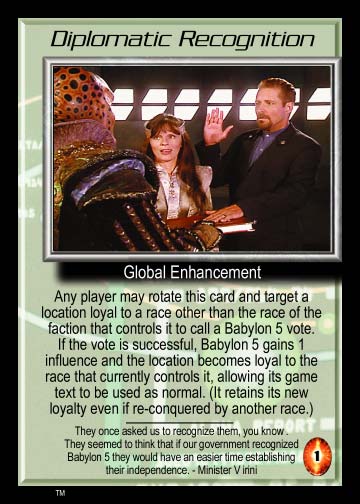 Diplomatic Recognition
Global Enhancement
Any player may rotate this card and target a
location loyal to a race other than the race of the
faction that controls it to call a Babylon 5 vote.
If the vote is successful, Babylon 5 gains 1
influence and the location becomes loyal to the
race that currently controls it, allowing its game
text to be used as normal. (It retains its new
loyalty even if re-conquered by another race.)
They once asked us to recognize them, you know .
They seemed to think that if our government recognized
Babylon 5 they would have an easier time establishing
their independence. - Minister V irini
1
TM